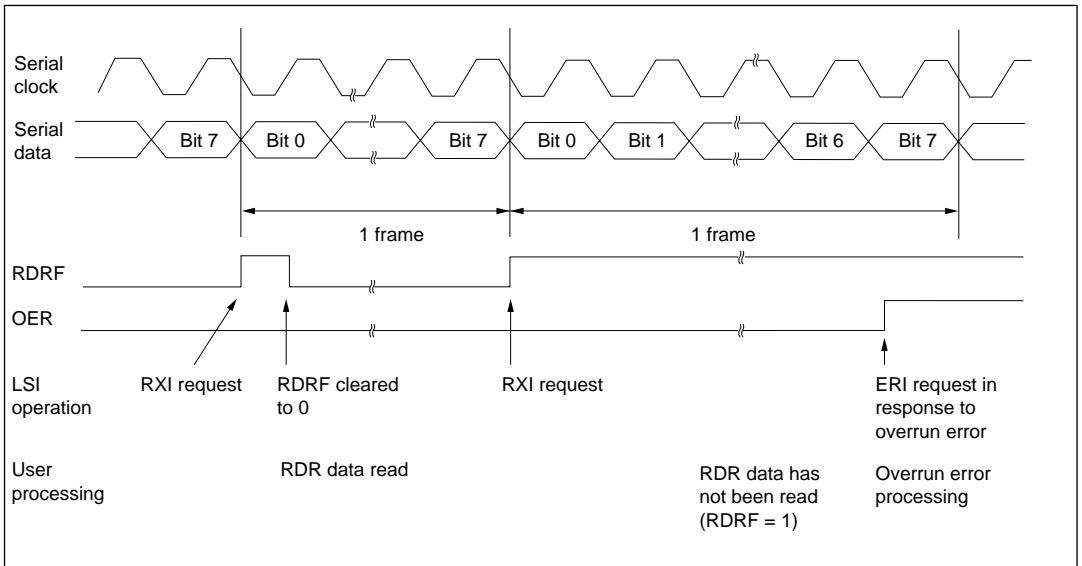 Serial
clock
Serial
data
Bit 7
Bit 0
Bit 7
Bit 0
Bit 1
Bit 6
Bit 7
1 frame
1 frame
RDRF
OER
LSI
operation
RXI request
RDRF cleared
to 0
RXI request
ERI request in
response to
overrun error
User
processing
RDR data read
RDR data has
not been read
(RDRF = 1)
Overrun error
processing